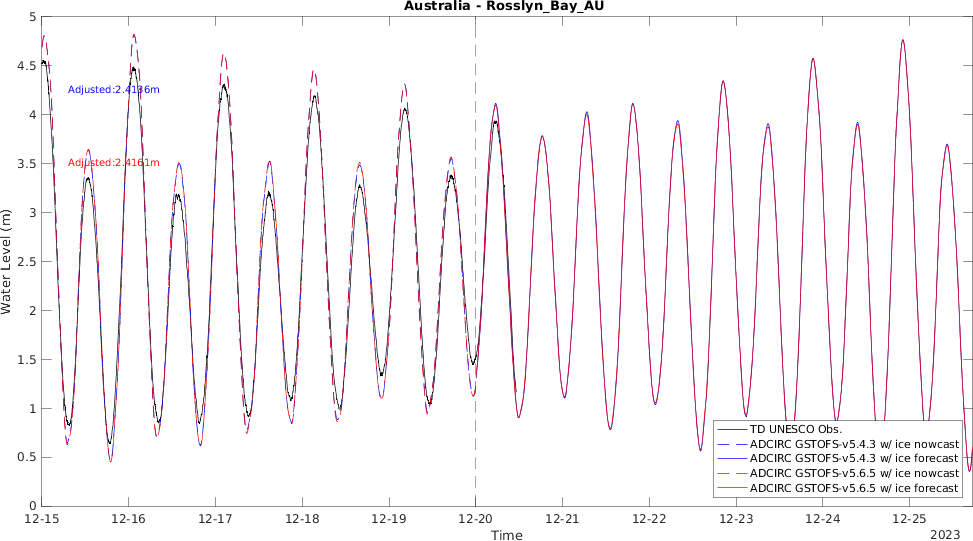 Australia - Rosslyn_Bay_AU
5
4.5
Adjusted:2.4136m
4
3.5
Adjusted:2.4161m
3
2.5
2
1.5
1
0.5
0
Water Level (m)
TD UNESCO Obs.
ADCIRC GSTOFS-v5.4.3 w/ ice nowcast
ADCIRC GSTOFS-v5.4.3 w/ ice forecast
ADCIRC GSTOFS-v5.6.5 w/ ice nowcast
ADCIRC GSTOFS-v5.6.5 w/ ice forecast
12-15 12-16 12-17 12-18 12-19 12-20 12-21 12-22 12-23 12-24 12-25
Time
2023